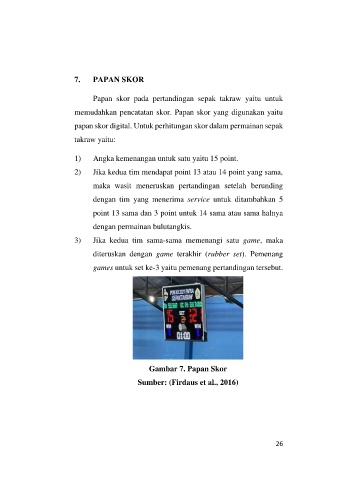 7. PAPAN SKOR
Papan skor pada pertandingan sepak takraw yaitu untuk
memudahkan pencatatan skor. Papan skor yang digunakan yaitu
papan skor digital. Untuk perhitungan skor dalam permainan sepak
takraw yaitu:
1) Angka kemenangan untuk satu yaitu 15 point.
2) Jika kedua tim mendapat point 13 atau 14 point yang sama,
maka wasit meneruskan pertandingan setelah berunding
dengan tim yang menerima service untuk ditambahkan 5
point 13 sama dan 3 point untuk 14 sama atau sama halnya
dengan permainan bulutangkis.
3) Jika kedua tim sama-sama memenangi satu game, maka
diteruskan dengan game terakhir (rubber set). Pemenang
games untuk set ke-3 yaitu pemenang pertandingan tersebut.
15 12
01:00
Gambar 7. Papan Skor
Sumber: (Firdaus et al., 2016)
26